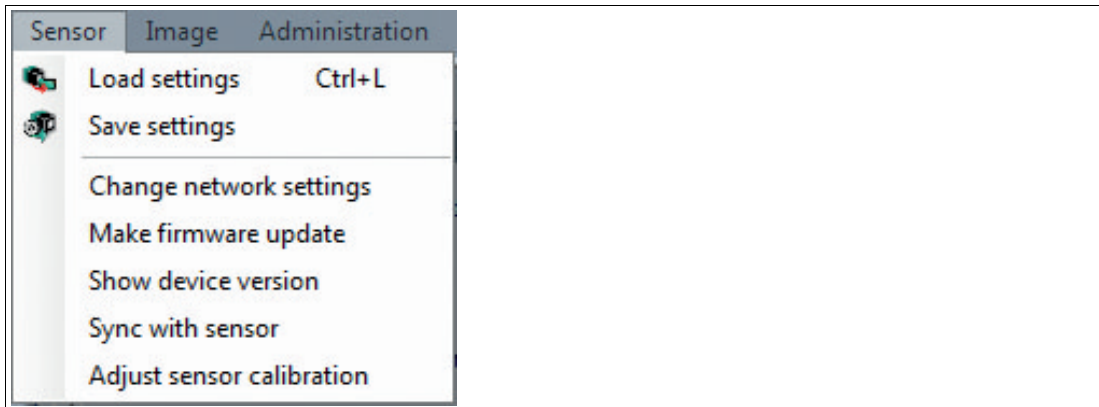 Sensor Image Administration
Load settings Ctrl+L
Save settings
Change network settings
Make firmware update
Show device version
Sync with sensor
Adjust sensor calibration